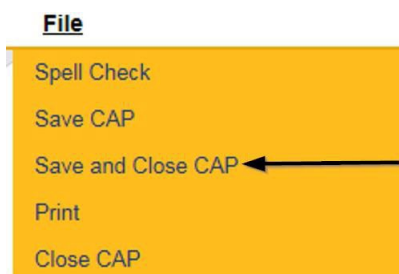 File
Spell Check
Save CAP
Save and Close CAP
Print
Close CAP